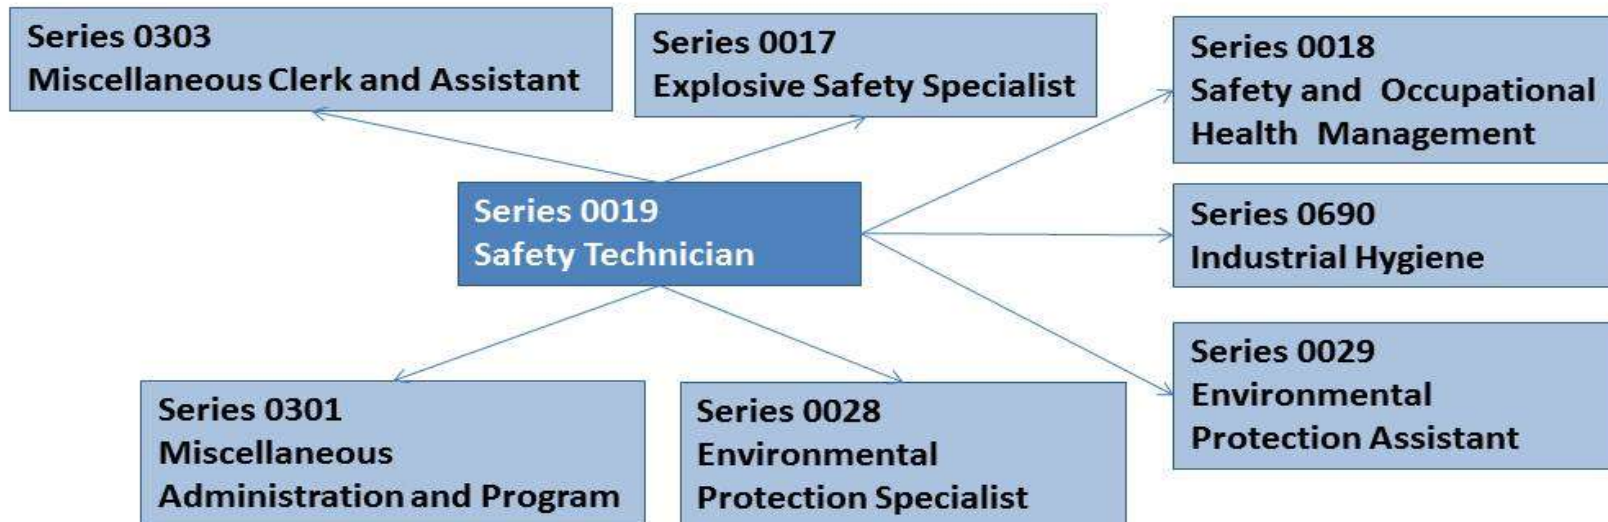 Series 0303
Miscellaneous Clerk and Assistant
Series 0017
Explosive Safety Specialist
Series 0018
Safety and Occupational
Health Management
Series 0019
Safety Technician
Series 0690
Industrial Hygiene
Series 0029
Environmental
Protection Assistant
Series 0301
Miscellaneous
Administration and Program
Series 0028
Environmental
Protection Specialist